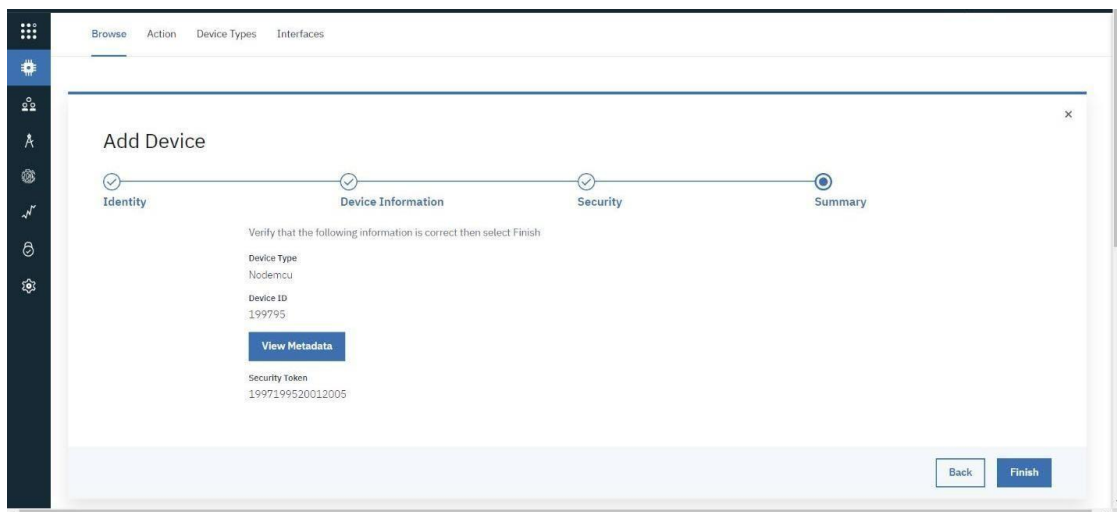 Browse Action Device Types Interfaces
Add Device
Identity Device Information Security Summary
Verify that the following information is correct then select Finish
Device Type
Nodemcu
Device ID
199795
View Metadata
Security Token
1997199520012005
Back Finish